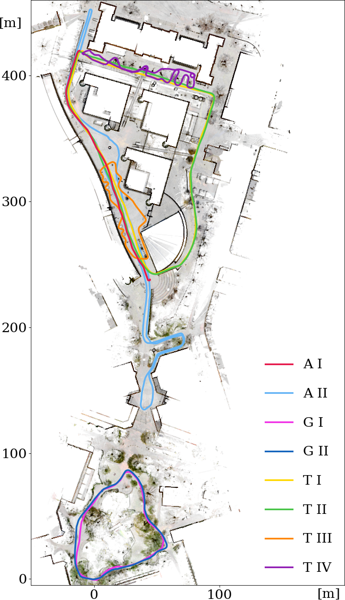 [m]
400
300
200
100
0
A I
A II
G I
G II
T I
T II
T III
T IV
0
100
[m]